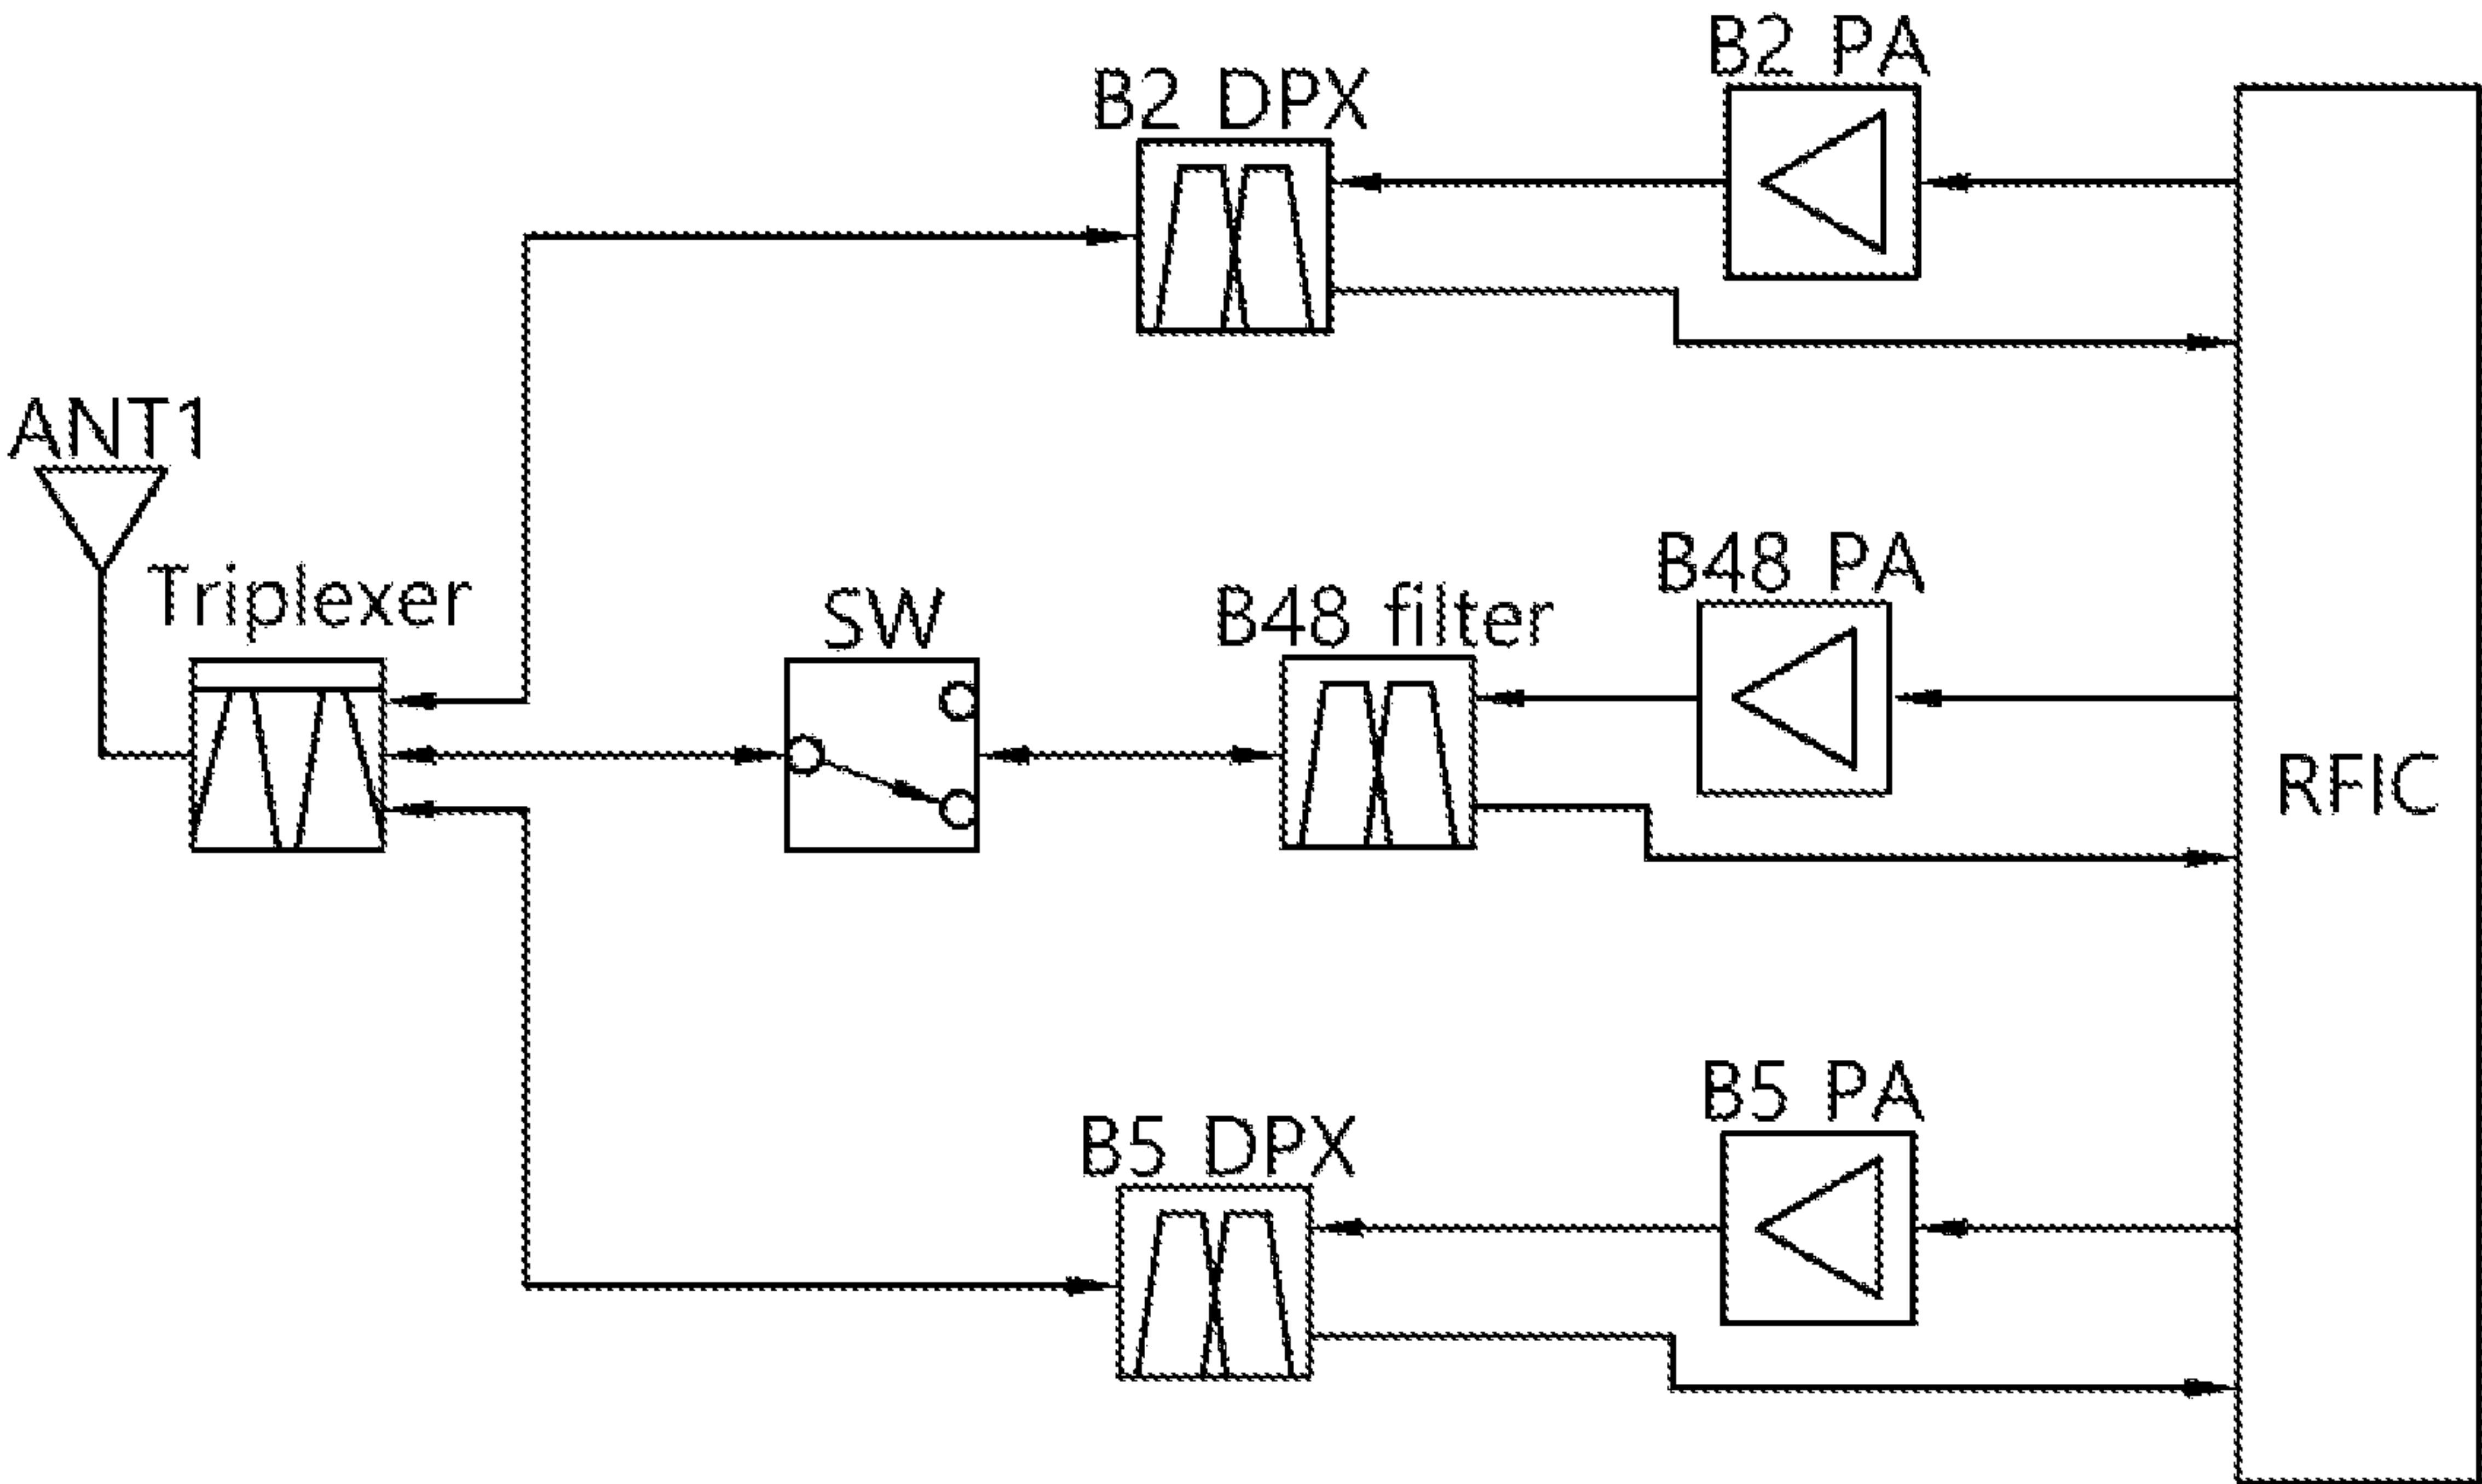 B2 PA
B2 DPX
ANT1
Triplexer
SW
B48 filter
B48 PA
RFIC
B5 PA
B5 DPX